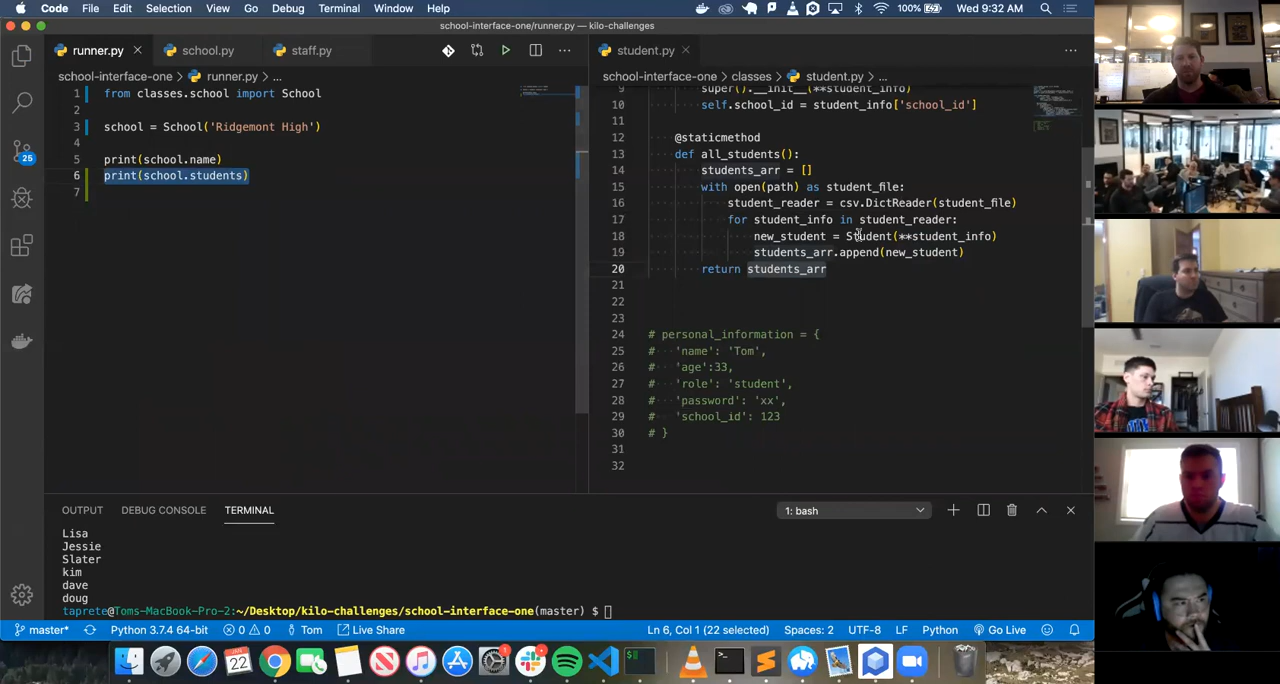 Code File Edit Selection View Go Debug Terminal Window Help 100% Wed 9:32 AM
school-interface-one/runner.py — kilo-challenges
runner.py school.py staff.py student.py
school-interface-one > runner.py > ...
1 from classes.school import School
2
3 school = School('Ridgemont High')
4
5 print(school.name)
6 print(school.students)
7
school-interface-one > classes > student.py > ...
9 super().__init__(**student_info)
10 self.school_id = student_info['school_id']
11
12 @staticmethod
13 def all_students():
14 students_arr = []
15 with open(path) as student_file:
16 student_reader = csv.DictReader(student_file)
17 for student_info in student_reader:
18 new_student = Student(**student_info)
19 students_arr.append(new_student)
20 return students_arr
21
22
23
24 # personal_information = {
25 # 'name': 'Tom',
26 # 'age':33,
27 # 'role': 'student',
28 # 'password': 'xx',
29 # 'school_id': 123
30 # }
31
32
25
OUTPUT DEBUG CONSOLE TERMINAL 1: bash
Lisa
Jessie
Slater
kim
dave
doug
taprete@Toms-MacBook-Pro-2:~/Desktop/kilo-challenges/school-interface-one(master) $
master* Python 3.7.4 64-bit 0 0 Tom Live Share Ln 6, Col 1 (22 selected) Spaces: 2 UTF-8 LF Python Go Live
22